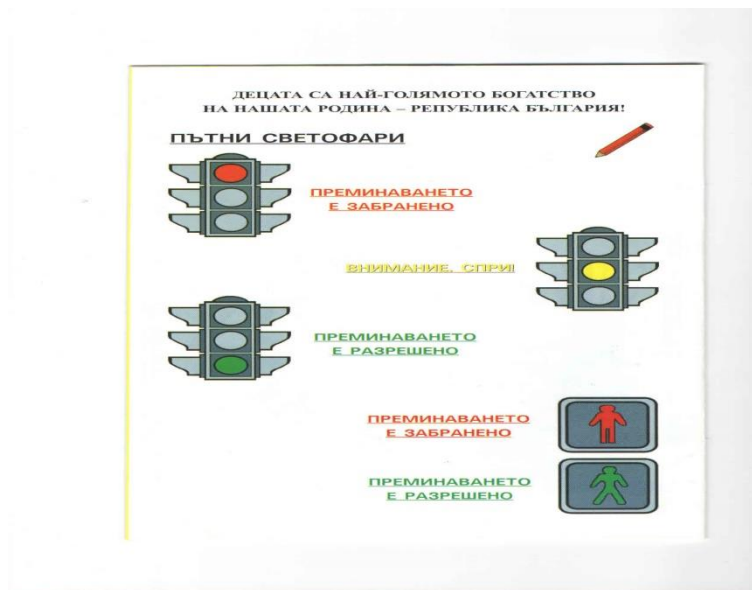 ДЕЦАТА СА НАЙ-ГОЛЯМОТО БОГАТСТВО
НА НАШАТА РОДИНА – РЕПУБЛИКА БЪЛГАРИЯ!
ПЪТНИ СВЕТОФАРИ
ПРЕМИНАВАНЕТО
Е ЗАБРАНЕНО
ВНИМАНИЕ, СПРИ!
ПРЕМИНАВАНЕТО
Е РАЗРЕШЕНО
ПРЕМИНАВАНЕТО
Е ЗАБРАНЕНО
ПРЕМИНАВАНЕТО
Е РАЗРЕШЕНО